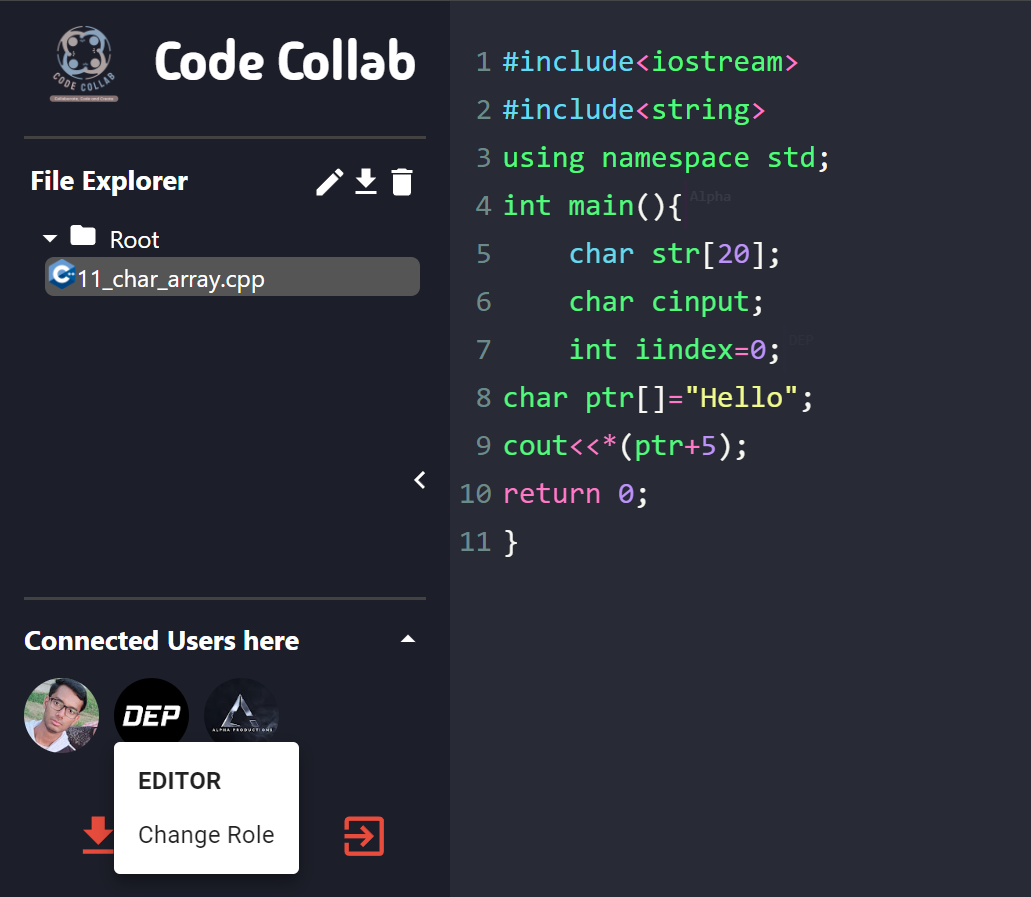 CODE COLLAB
Collaborate, Code and Create
Code Collab
File Explorer
Root
11_char_array.cpp
Connected Users here
DEP
ALPHA PRODUCTIONS
EDITOR
Change Role
1 #include<iostream>
2 #include<string>
3 using namespace std;
4 int main(){ Alpha
5     char str[20];
6     char cinput;
7     int iindex=0; DEP
8 char ptr[]="Hello";
9 cout<<*(ptr+5);
10 return 0;
11 }